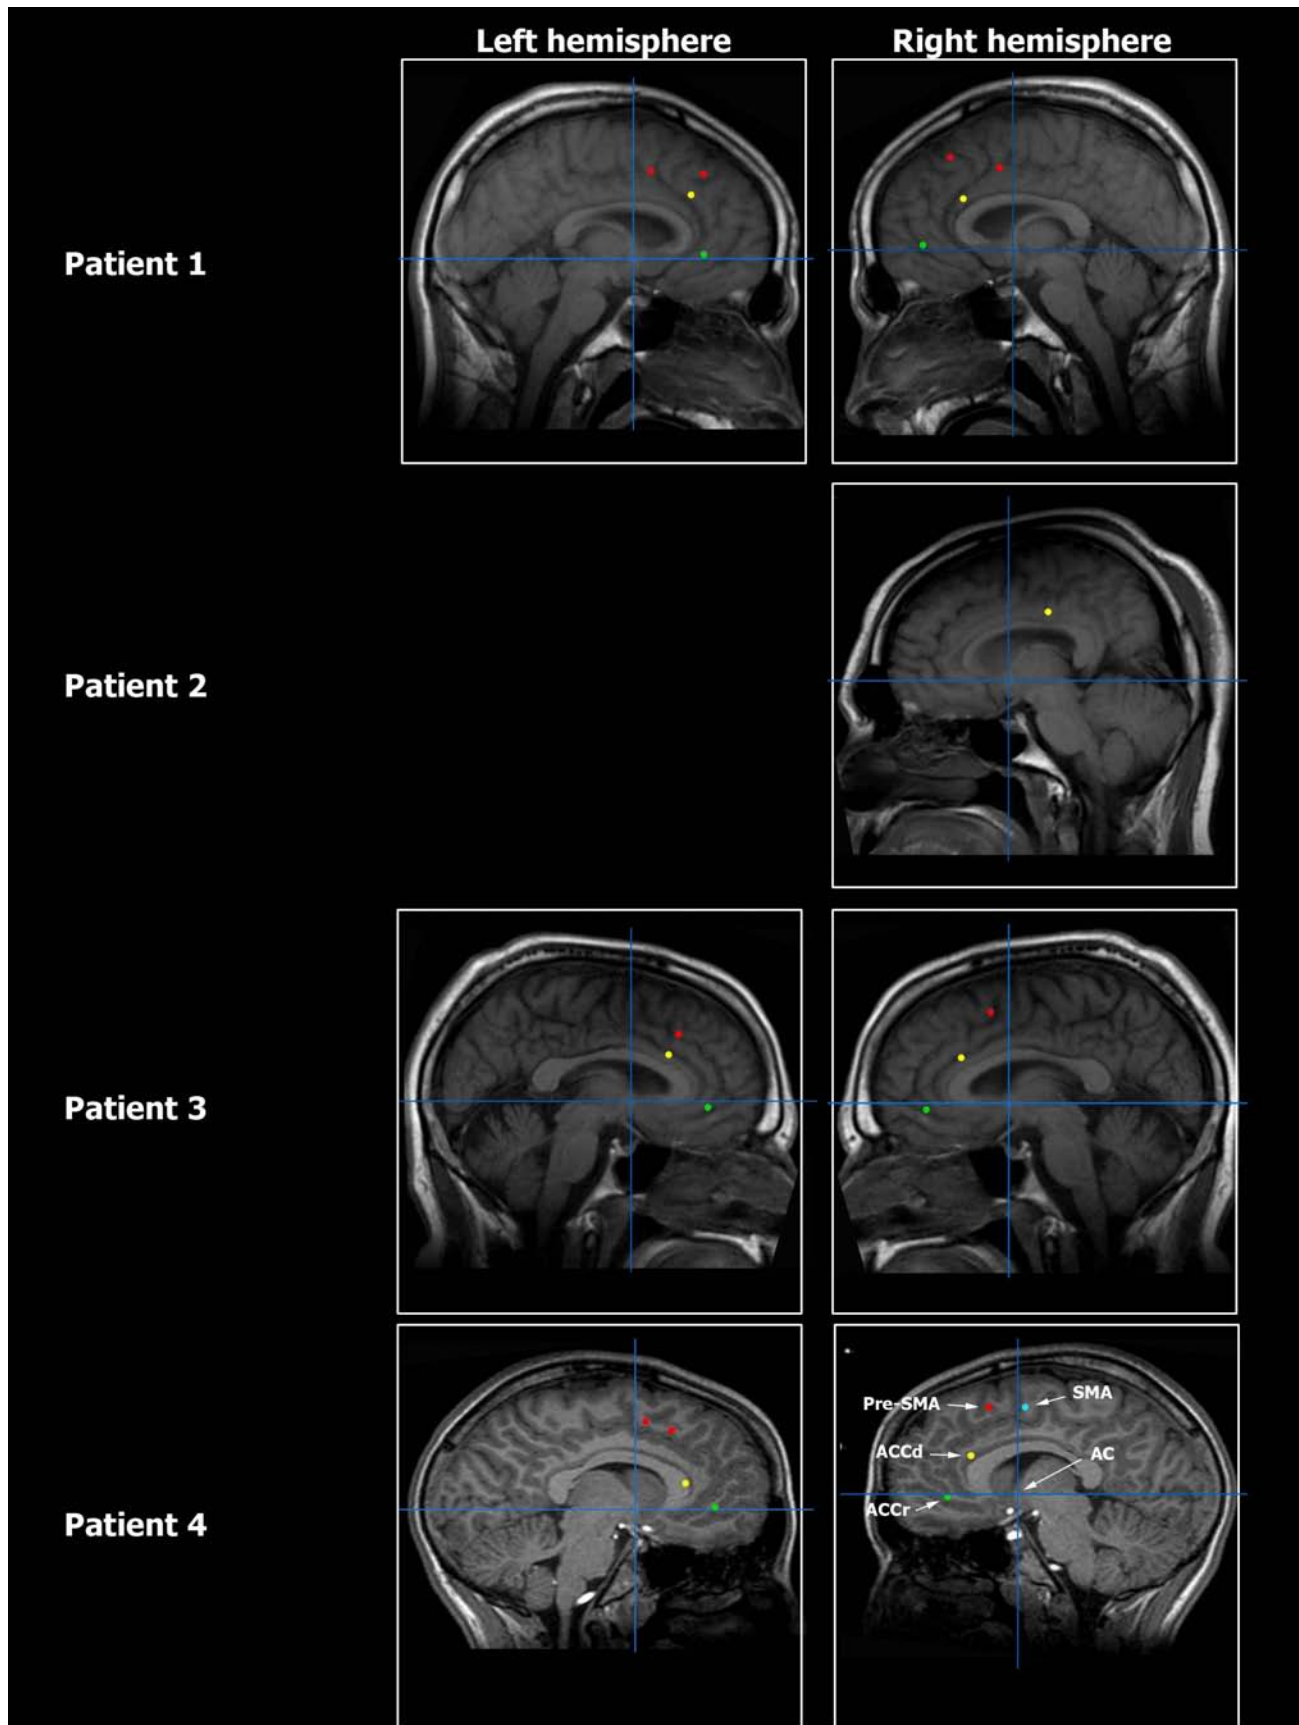 Left hemisphere Right hemisphere
Patient 1
Patient 2
Patient 3
Pre-SMA SMA
ACCd AC
ACCr
Patient 4